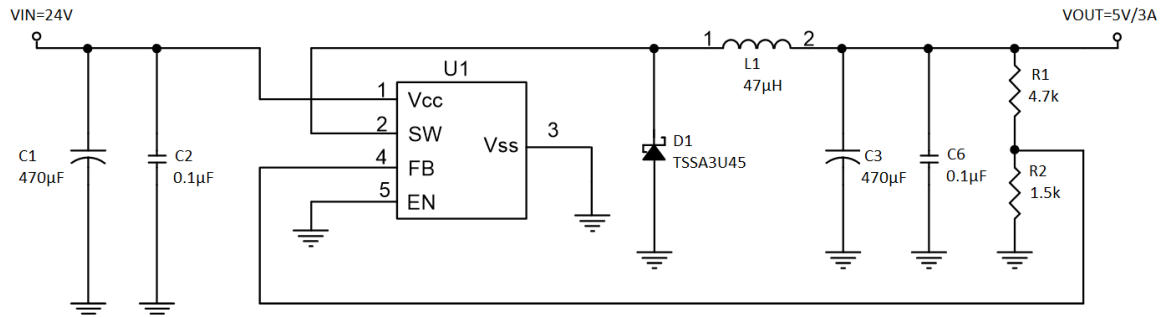 VIN=24V
VOUT=5V/3A
1
2
L1
47µH
U1
1
Vcc
2
SW
4
FB
5
EN
Vss
3
C1
470µF
C2
0.1µF
D1
TSSA3U45
C3
470µF
C6
0.1µF
R1
4.7k
R2
1.5k